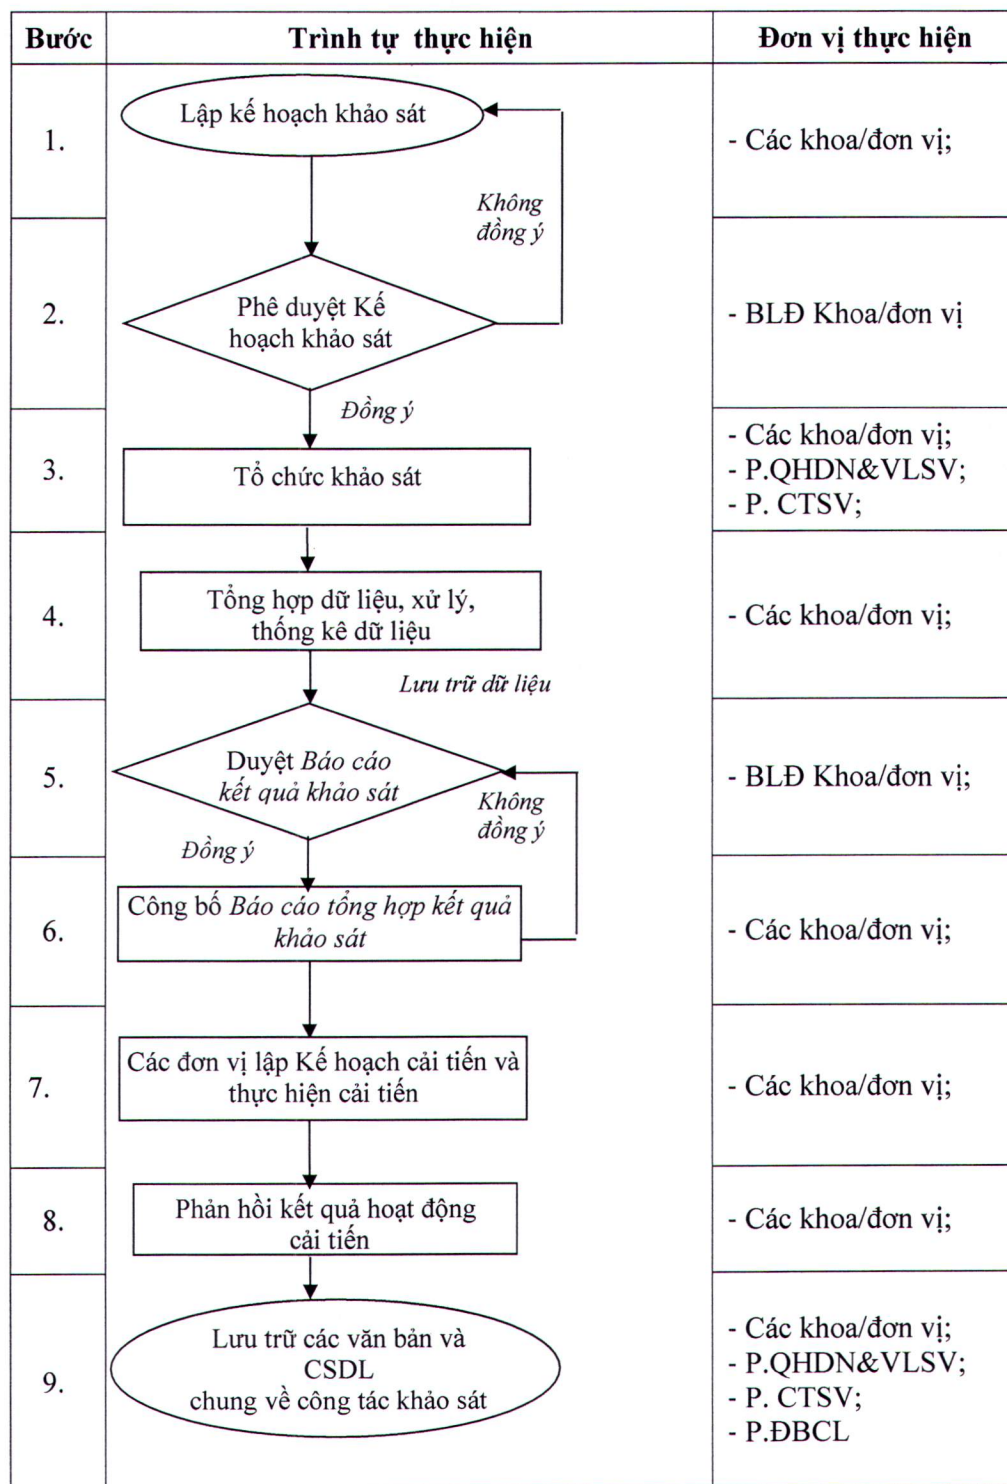 Bước Trình tự thực hiện Đơn vị thực hiện
1.
Lập kế hoạch khảo sát
- Các khoa/đơn vị;
Không
đồng ý
2.
Phê duyệt Kế
hoạch khảo sát
- BLĐ Khoa/đơn vị
Đồng ý
3.
Tổ chức khảo sát
- Các khoa/đơn vị;
- P.QHDN&VLSV;
- P. CTSV;
4.
Tổng hợp dữ liệu, xử lý,
thống kê dữ liệu
- Các khoa/đơn vị;
Lưu trữ dữ liệu
5.
Duyệt Báo cáo
kết quả khảo sát
- BLĐ Khoa/đơn vị;
Không
đồng ý
Đồng ý
6.
Công bố Báo cáo tổng hợp kết quả
khảo sát
- Các khoa/đơn vị;
7.
Các đơn vị lập Kế hoạch cải tiến và
thực hiện cải tiến
- Các khoa/đơn vị;
8.
Phản hồi kết quả hoạt động
cải tiến
- Các khoa/đơn vị;
9.
Lưu trữ các văn bản và
CSDL
chung về công tác khảo sát
- Các khoa/đơn vị;
- P.QHDN&VLSV;
- P. CTSV;
- P.ĐBCL